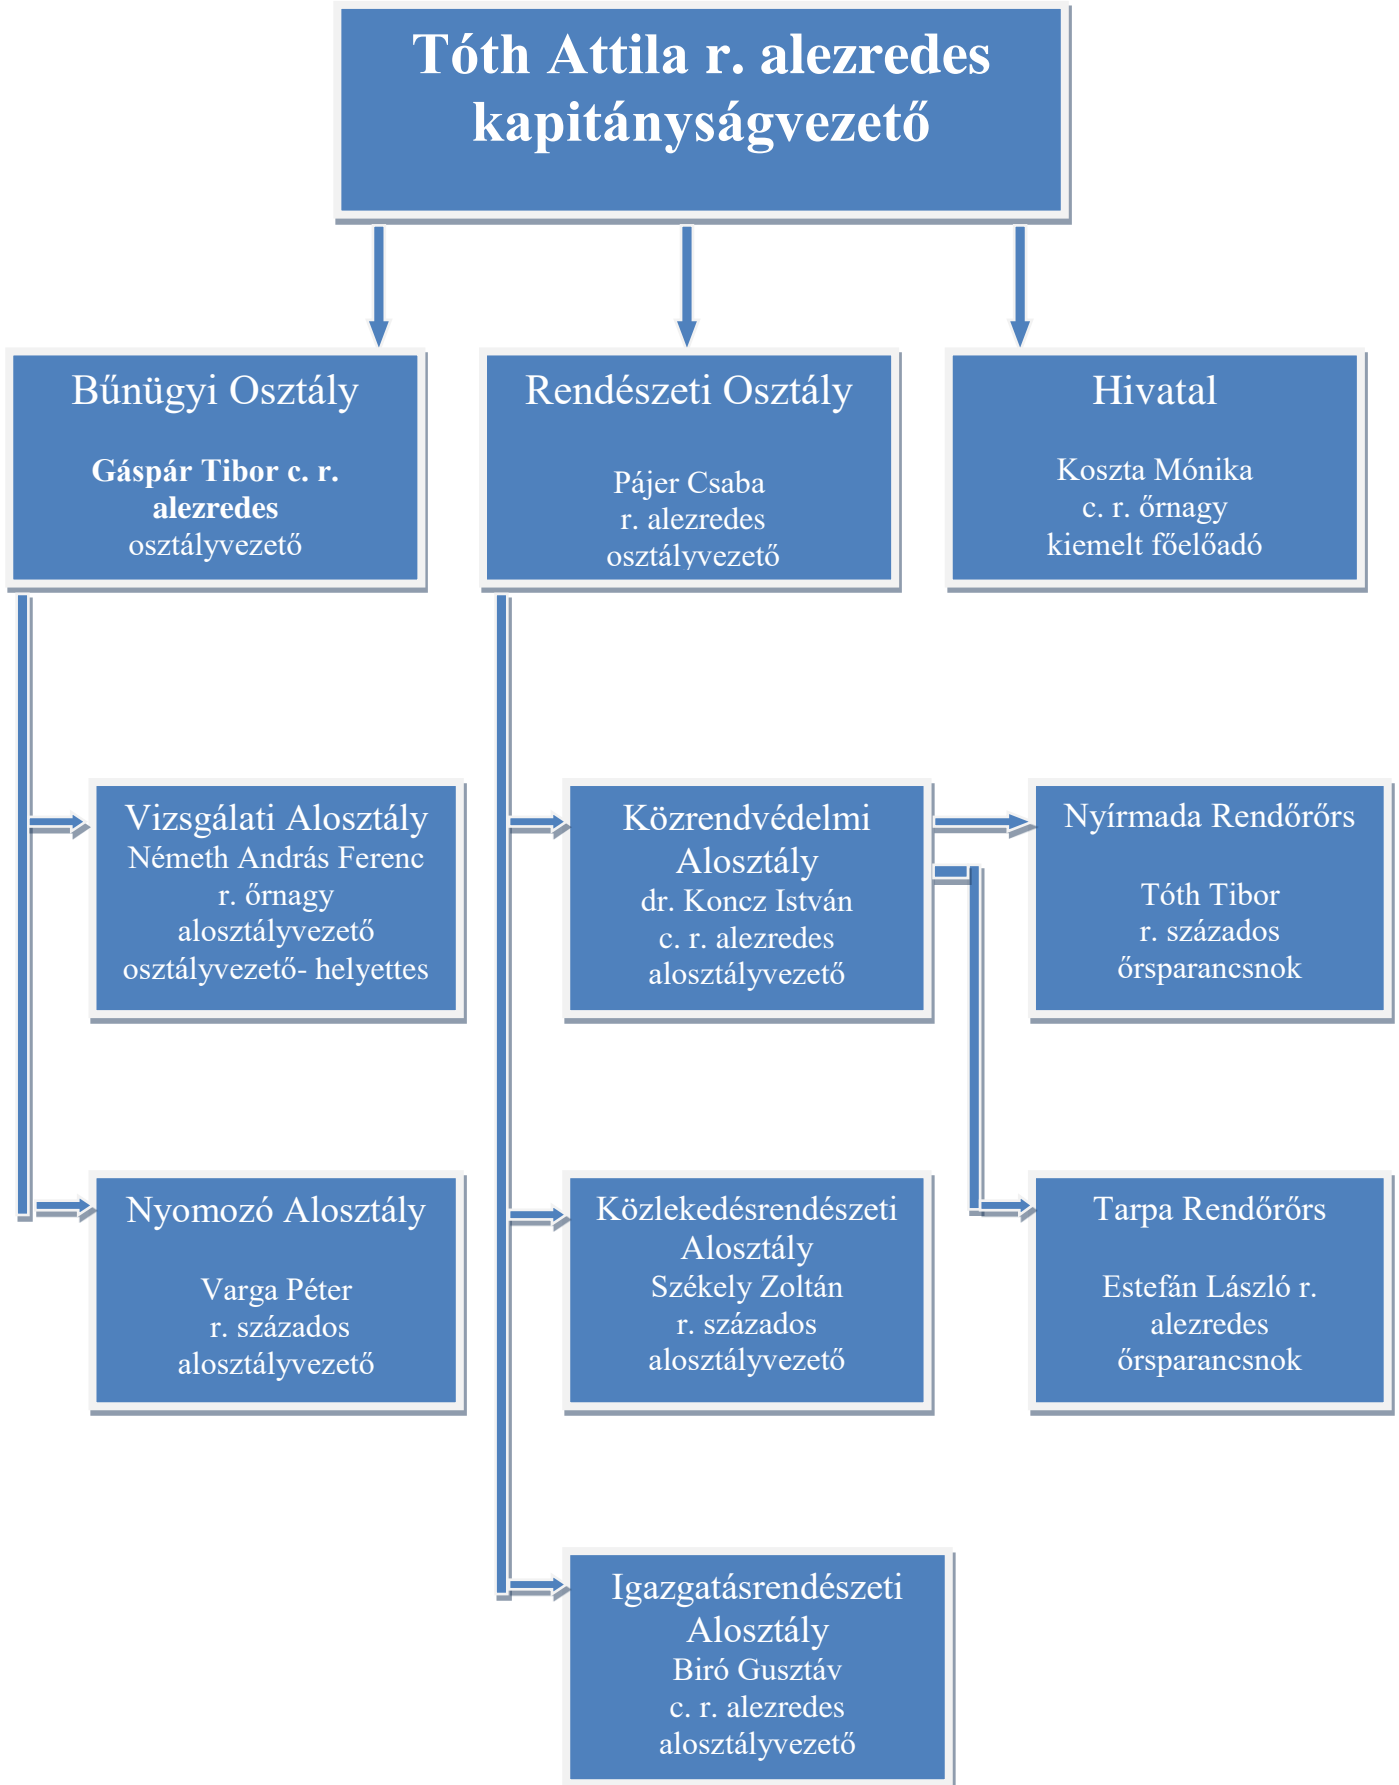 Tóth Attila r. alezredes
kapitányságvezető
Bűnügyi Osztály
Gáspár Tibor c. r.
alezredes
osztályvezető
Rendészeti Osztály
Pájer Csaba
r. alezredes
osztályvezető
Hivatal
Koszta Mónika
c. r. őrnagy
kiemelt főelőadó
Vizsgálati Alosztály
Németh András Ferenc
r. őrnagy
alosztályvezető
osztályvezető- helyettes
Közrendvédelmi
Alosztály
dr. Koncz István
c. r. alezredes
alosztályvezető
Nyírmada Rendőrőrs
Tóth Tibor
r. százados
őrsparancsnok
Nyomozó Alosztály
Varga Péter
r. százados
alosztályvezető
Közlekedésrendészeti
Alosztály
Székely Zoltán
r. százados
alosztályvezető
Tarpa Rendőrőrs
Estefán László r.
alezredes
őrsparancsnok
Igazgatásrendészeti
Alosztály
Biró Gusztáv
c. r. alezredes
alosztályvezető